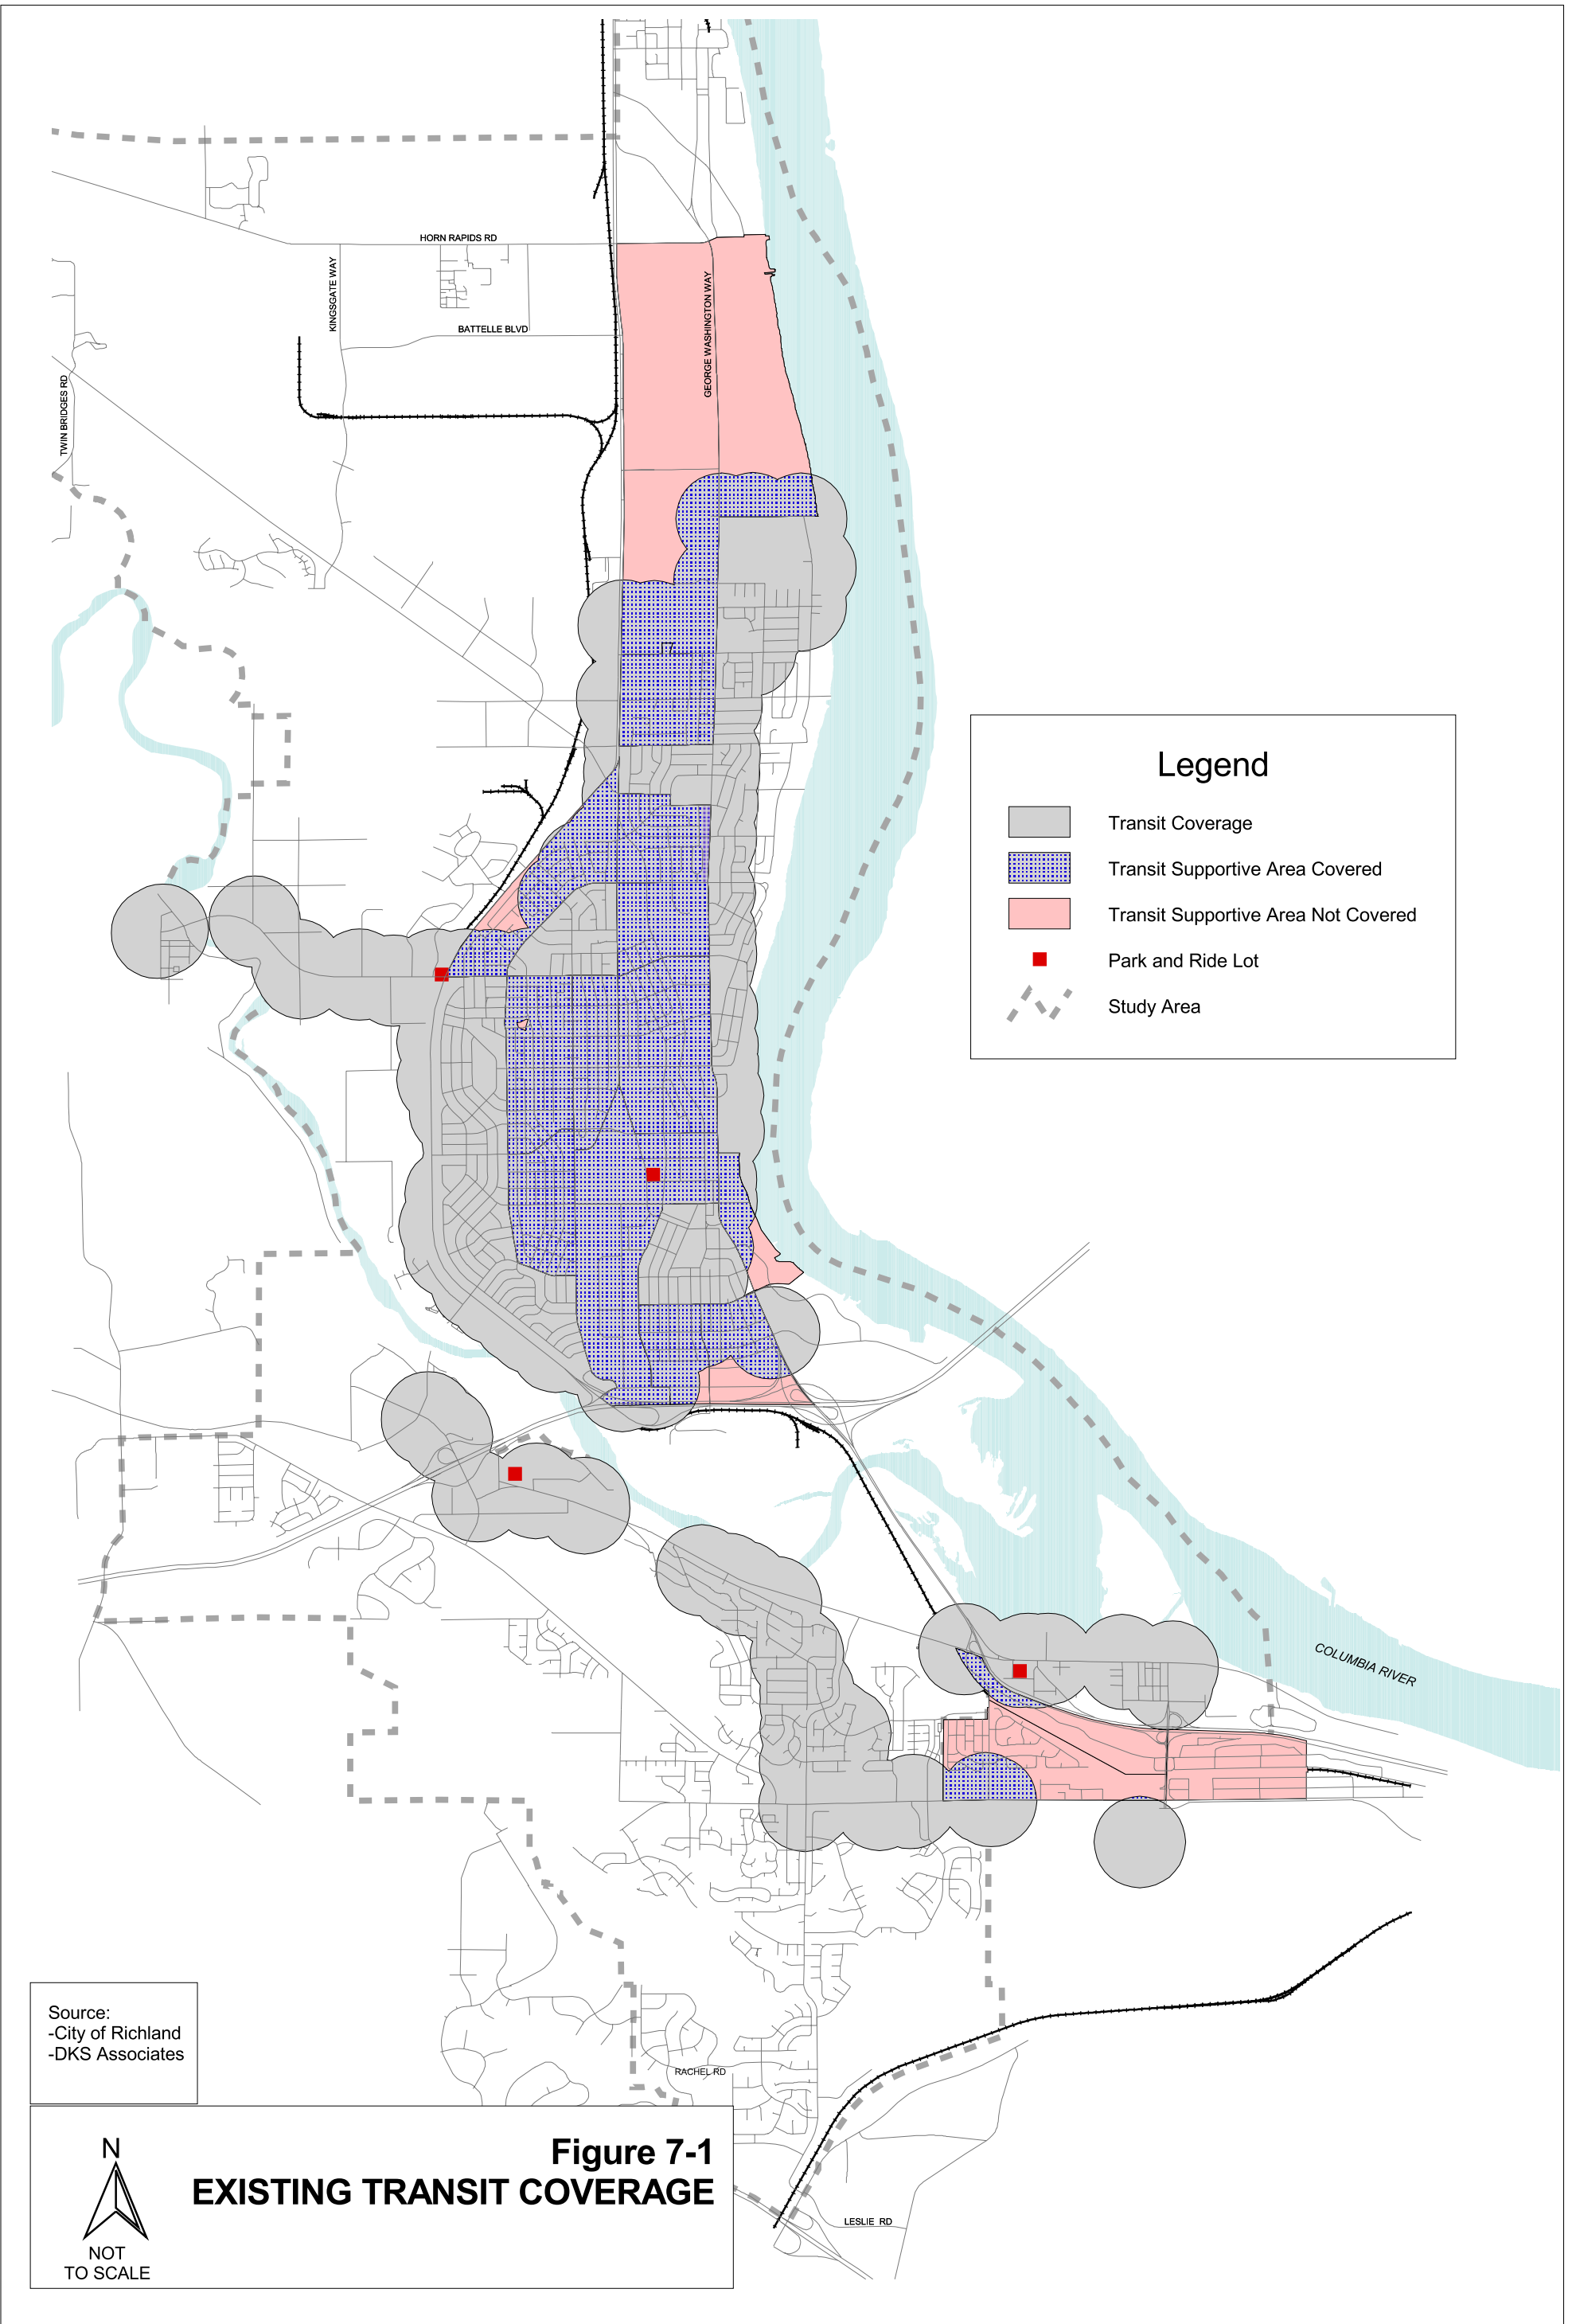 HORN RAPIDS RD
KINGSGATE WAY
GEORGE WASHINGTON WAY
BATTELLE BLVD
TWIN BRIDGES RD
Legend
Transit Coverage
Transit Supportive Area Covered
Transit Supportive Area Not Covered
Park and Ride Lot
Study Area
COLUMBIA RIVER
Source:
-City of Richland
-DKS Associates
RACHEL RD
LESLIE RD
N
NOT
TO SCALE
Figure 7-1
EXISTING TRANSIT COVERAGE